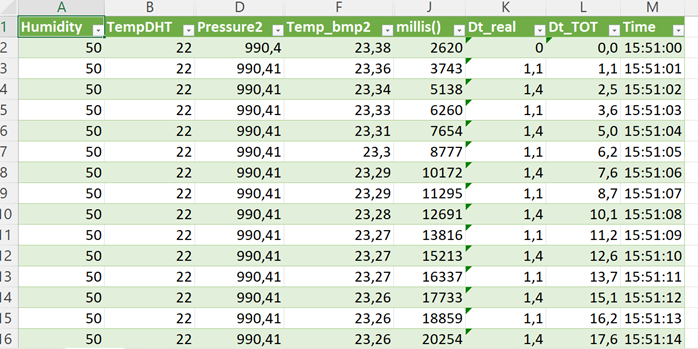 A B D F J K L M
1 Humidity TempDHT Pressure2 Temp_bmp2 millis() Dt_real Dt_TOT Time
2 50 22 990,4 23,38 2620 0 0,0 15:51:00
3 50 22 990,41 23,36 3743 1,1 1,1 15:51:01
4 50 22 990,41 23,34 5138 1,4 2,5 15:51:02
5 50 22 990,41 23,33 6260 1,1 3,6 15:51:03
6 50 22 990,41 23,31 7654 1,4 5,0 15:51:04
7 50 22 990,41 23,3 8777 1,1 6,2 15:51:05
8 50 22 990,41 23,29 10172 1,4 7,6 15:51:06
9 50 22 990,41 23,29 11295 1,1 8,7 15:51:07
10 50 22 990,41 23,28 12691 1,4 10,1 15:51:08
11 50 22 990,41 23,27 13816 1,1 11,2 15:51:09
12 50 22 990,41 23,27 15213 1,4 12,6 15:51:10
13 50 22 990,41 23,27 16337 1,1 13,7 15:51:11
14 50 22 990,41 23,26 17733 1,4 15,1 15:51:12
15 50 22 990,41 23,26 18859 1,1 16,2 15:51:13
16 50 22 990,41 23,26 20254 1,4 17,6 15:51:14